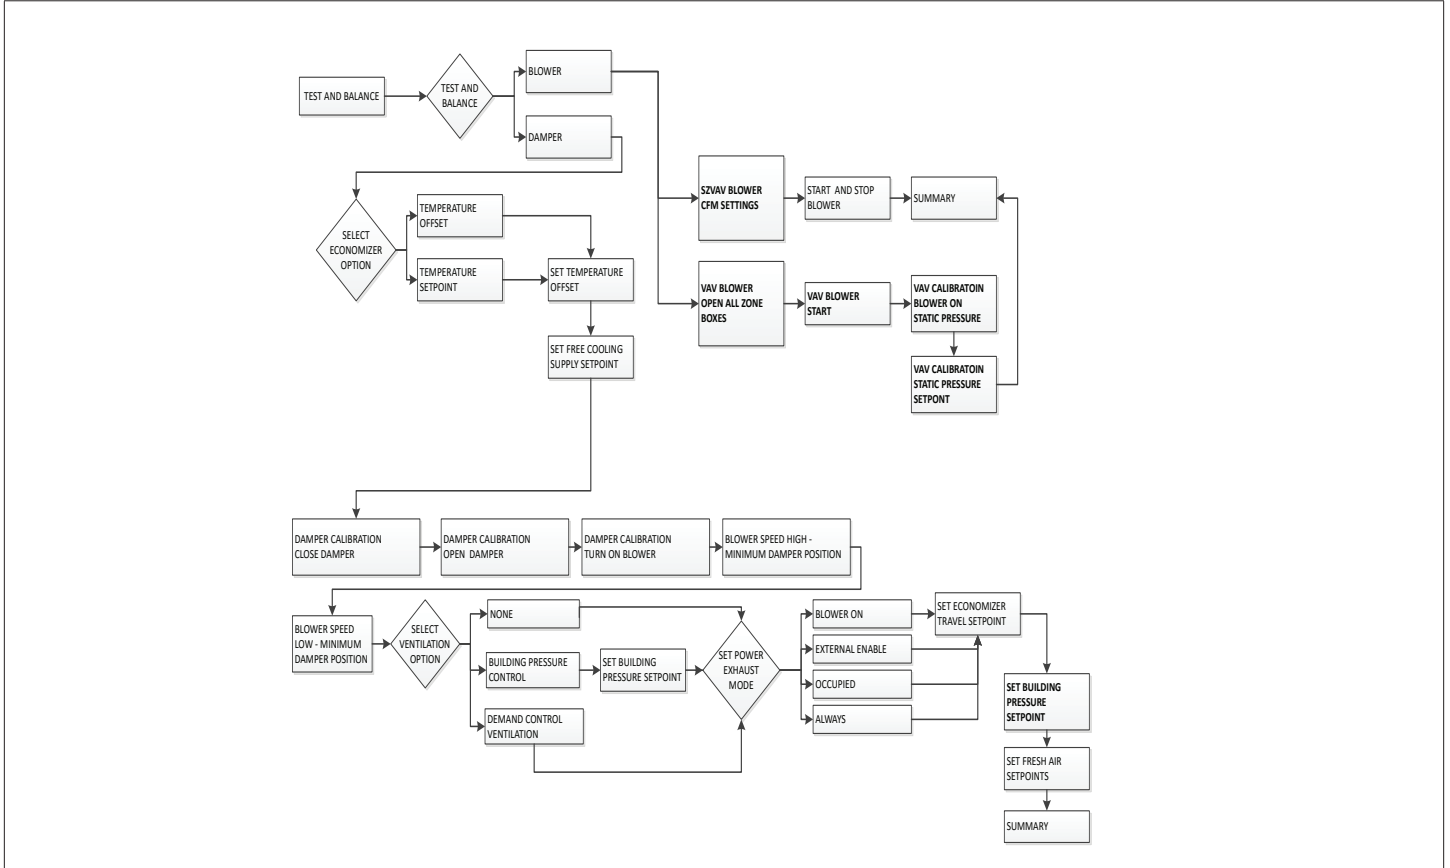 TEST AND BALANCE
TEST AND
BALANCE
BLOWER
DAMPER
SELECT
ECONOMIZER
OPTION
TEMPERATURE
OFFSET
TEMPERATURE
SETPOINT
SET TEMPERATURE
OFFSET
SET FREE COOLING
SUPPLY SETPOINT
SZVAV BLOWER
CFM SETTINGS
START AND STOP
BLOWER
SUMMARY
VAV BLOWER
OPEN ALL ZONE
BOXES
VAV BLOWER
START
VAV CALIBRATOIN
BLOWER ON
STATIC PRESSURE
VAV CALIBRATOIN
STATIC PRESSURE
SETPONT
DAMPER CALIBRATION
CLOSE DAMPER
DAMPER CALIBRATION
OPEN DAMPER
DAMPER CALIBRATION
TURN ON BLOWER
BLOWER SPEED HIGH -
MINIMUM DAMPER POSITION
BLOWER SPEED
LOW - MINIMUM
DAMPER POSITION
SELECT
VENTILATION
OPTION
NONE
BUILDING PRESSURE
CONTROL
DEMAND CONTROL
VENTILATION
SET BUILDING
PRESSURE SETPOINT
SET POWER
EXHAUST
MODE
BLOWER ON
EXTERNAL ENABLE
OCCUPIED
ALWAYS
SET ECONOMIZER
TRAVEL SETPOINT
SET BUILDING
PRESSURE
SETPOINT
SET FRESH AIR
SETPOINTS
SUMMARY